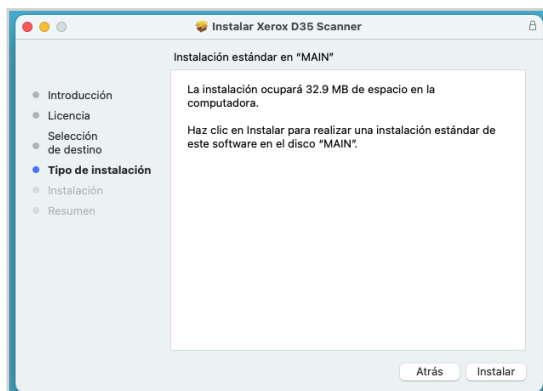 Instalar Xerox D35 Scanner
Instalación estándar en “MAIN”
Introducción
Licencia
Selección
de destino
Tipo de instalación
Instalación
Resumen
La instalación ocupará 32.9 MB de espacio en la
computadora.
Haz clic en Instalar para realizar una instalación estándar de
este software en el disco “MAIN”.
Atrás
Instalar